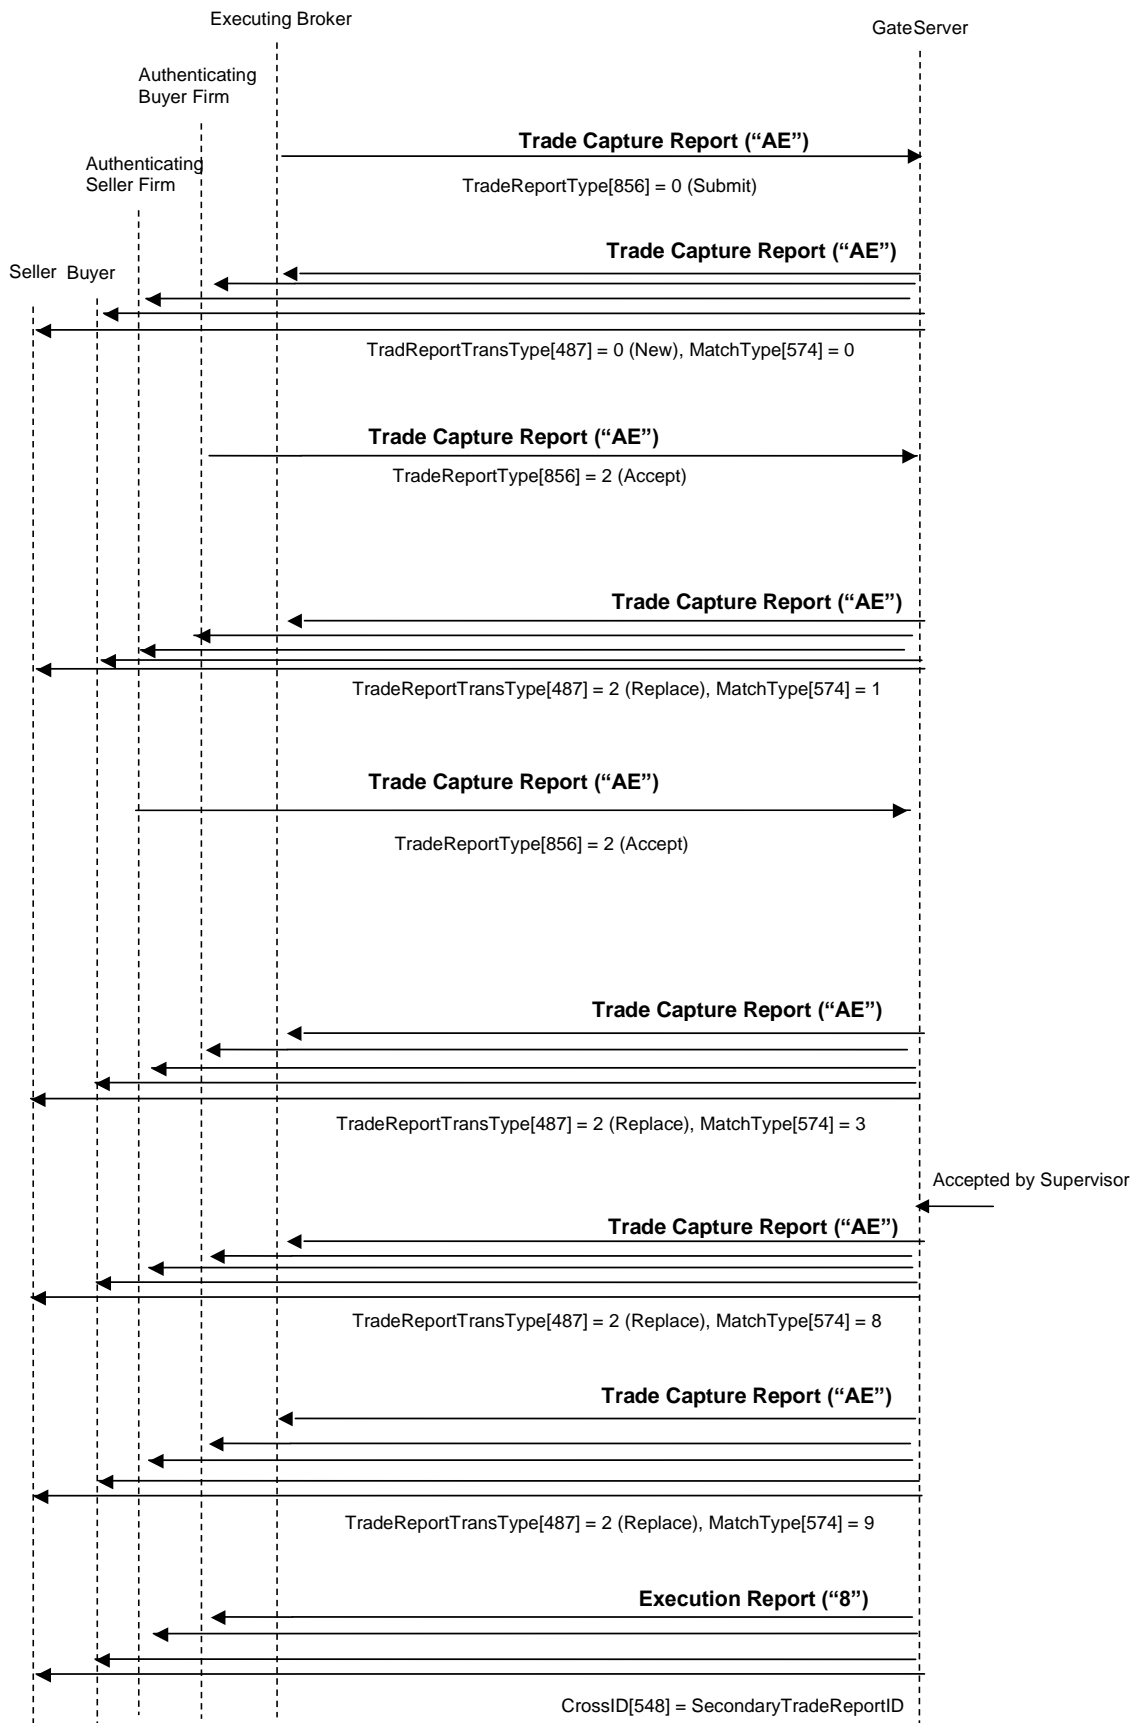 Executing Broker
GateServer
Authenticating
Buyer Firm
Trade Capture Report (“AE”)
Authenticating
Seller Firm
TradeReportType[856] = 0 (Submit)
Trade Capture Report (“AE”)
Seller
Buyer
TradReportTransType[487] = 0 (New), MatchType[574] = 0
Trade Capture Report (“AE”)
TradeReportType[856] = 2 (Accept)
Trade Capture Report (“AE”)
TradeReportTransType[487] = 2 (Replace), MatchType[574] = 1
Trade Capture Report (“AE”)
TradeReportType[856] = 2 (Accept)
Trade Capture Report (“AE”)
TradeReportTransType[487] = 2 (Replace), MatchType[574] = 3
Accepted by Supervisor
Trade Capture Report (“AE”)
TradeReportTransType[487] = 2 (Replace), MatchType[574] = 8
Trade Capture Report (“AE”)
TradeReportTransType[487] = 2 (Replace), MatchType[574] = 9
Execution Report (“8”)
CrossID[548] = SecondaryTradeReportID